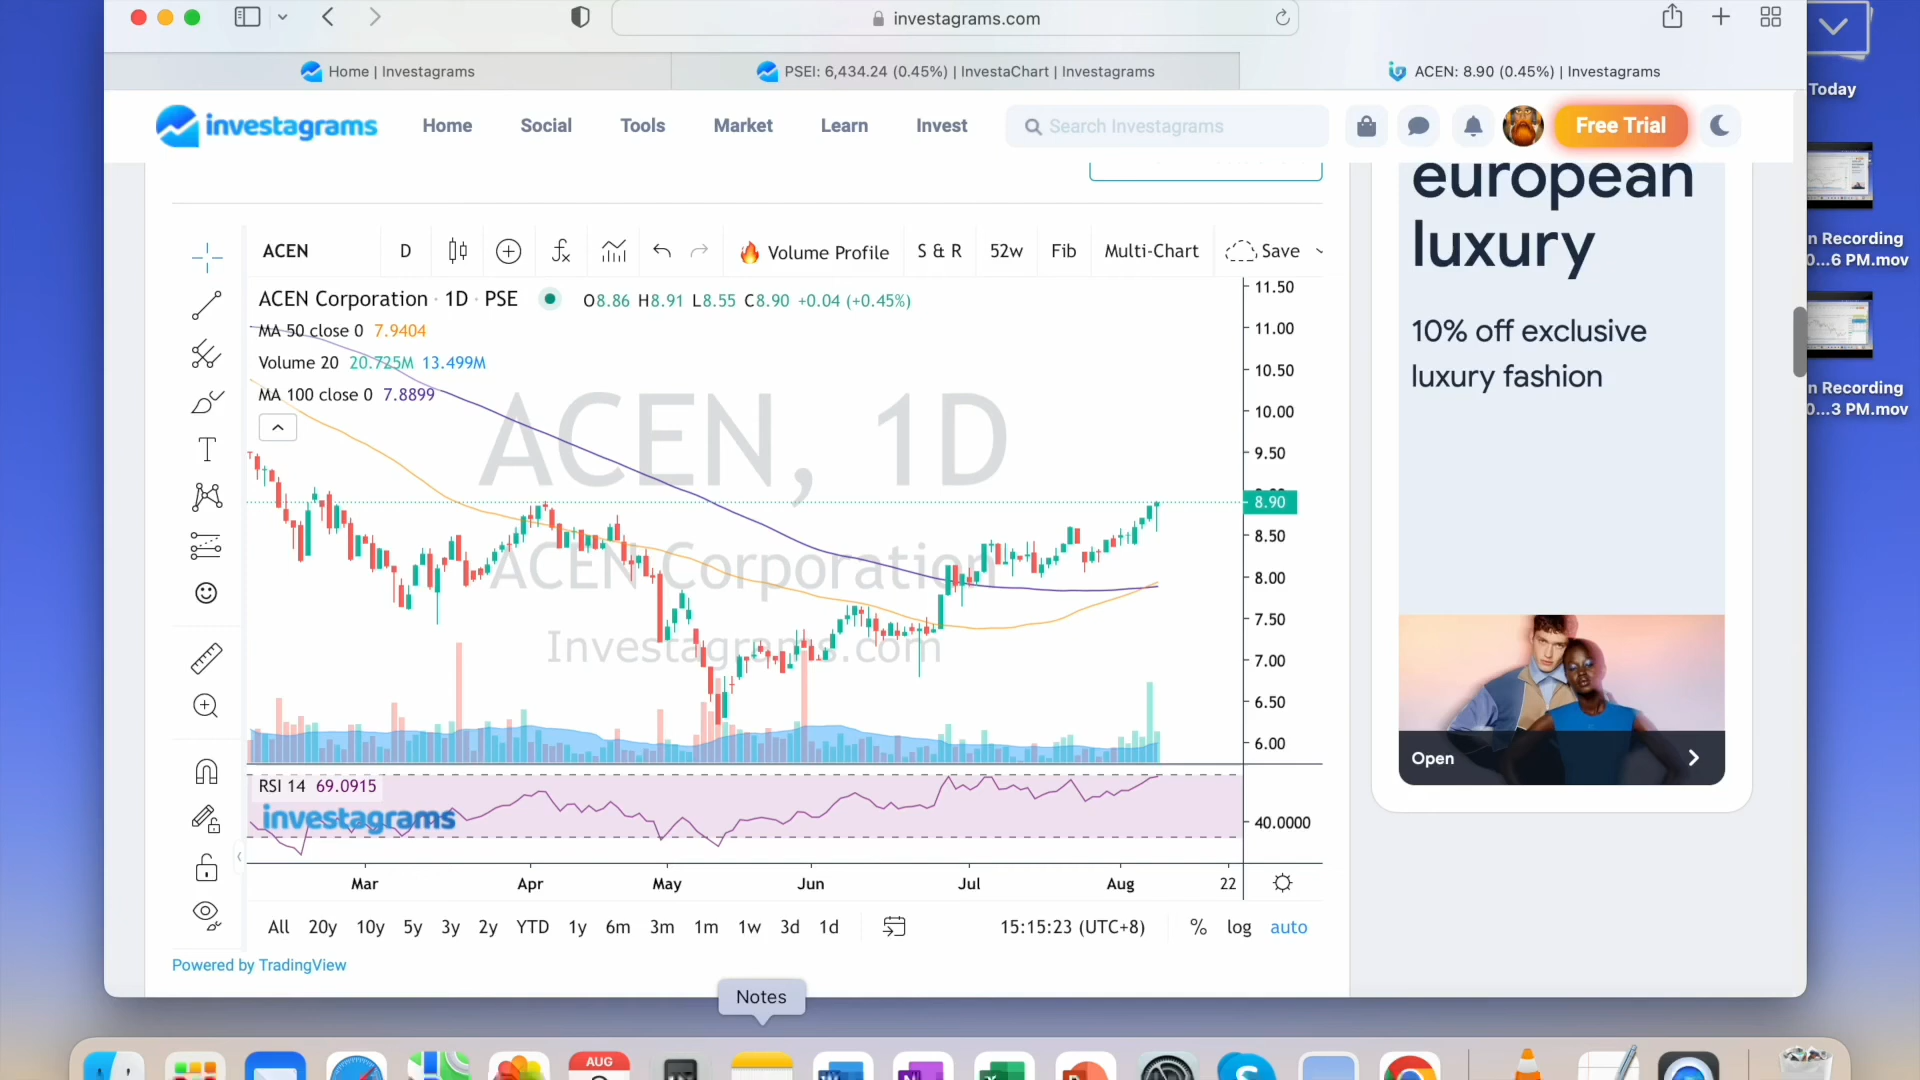 investagrams.com
Home | Investagrams
PSEI: 6,434.24 (0.45%) | InvestaChart | Investagrams
ACEN: 8.90 (0.45%) | Investagrams
Today
investagrams Home Social Tools Market Learn Invest Search Investagrams Free Trial
european
luxury
10% off exclusive
luxury fashion
Open
n Recording
0...6 PM.mov
n Recording
0...3 PM.mov
ACEN D Volume Profile S & R 52w Fib Multi-Chart Save
ACEN Corporation · 1D · PSE O8.86 H8.91 L8.55 C8.90 +0.04 (+0.45%)
MA 50 close 0 7.9404
Volume 20 20.725M 13.499M
MA 100 close 0 7.8899
ACEN, 1D
ACEN Corporation
Investagrams.com
11.50
11.00
10.50
10.00
9.50
8.90
8.50
8.00
7.50
7.00
6.50
6.00
RSI 14 69.0915
investagrams
40.0000
Mar Apr May Jun Jul Aug 22
All 20y 10y 5y 3y 2y YTD 1y 6m 3m 1m 1w 3d 1d 15:15:23 (UTC+8) % log auto
Powered by TradingView
Notes
AUG